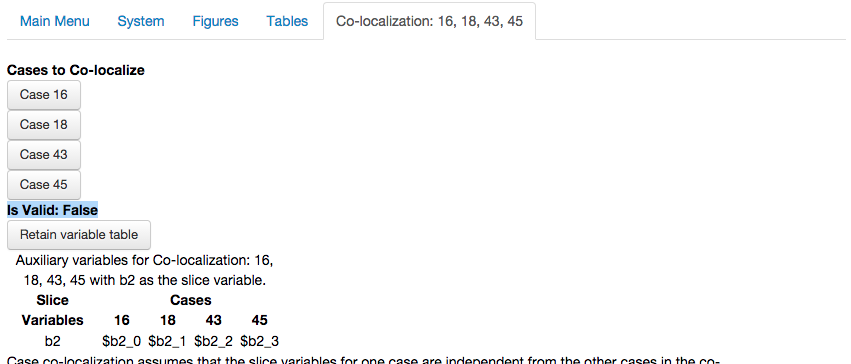 Main Menu System Figures Tables Co-localization: 16, 18, 43, 45
Cases to Co-localize
Case 16
Case 18
Case 43
Case 45
Is Valid: False
Retain variable table
Auxiliary variables for Co-localization: 16,
18, 43, 45 with b2 as the slice variable.
Slice Cases
Variables 16 18 43 45
b2 $b2_0 $b2_1 $b2_2 $b2_3
Case co-localization assumes that the slice variables for one case are independent from the other cases in the co-